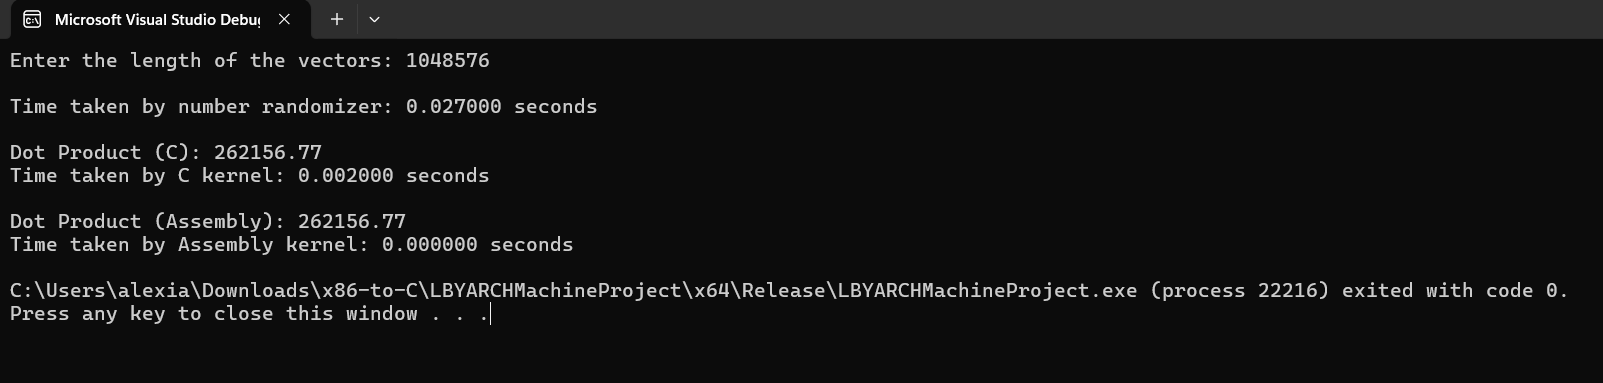 Microsoft Visual Studio Debu
Enter the length of the vectors: 1048576
Time taken by number randomizer: 0.027000 seconds
Dot Product (C): 262156.77
Time taken by C kernel: 0.002000 seconds
Dot Product (Assembly): 262156.77
Time taken by Assembly kernel: 0.000000 seconds
C:\Users\alexia\Downloads\x86-to-C\LBYARCHMachineProject\x64\Release\LBYARCHMachineProject.exe (process 22216) exited with code 0.
Press any key to close this window . . .